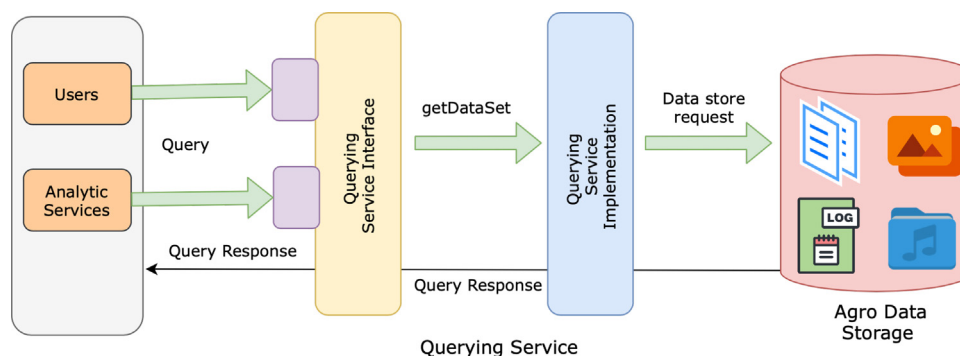 Users
Query
Analytic
Services
Query Response
Querying
Service Interface
getDataSet
Query Response
Querying
Service
Implementation
Data store
request
LOG
Agro Data
Storage
Querying Service